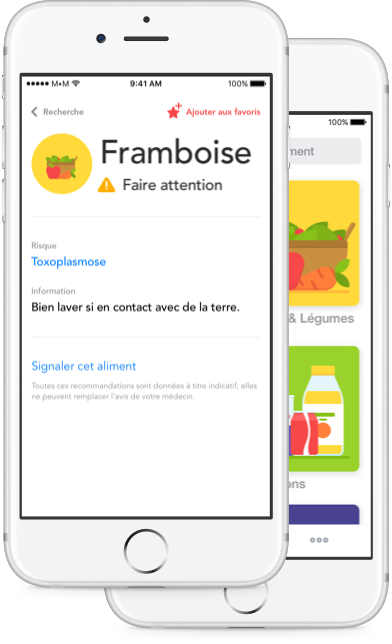 M•M 9:41 AM 100%
Recherche Ajouter aux favoris
Framboise
Faire attention
Risque
Toxoplasmose
Information
Bien laver si en contact avec de la terre.
Signaler cet aliment
Toutes ces recommandations sont données à titre indicatif, elles
ne peuvent remplacer l'avis de votre médecin.
100%
ment
& Légumes
ons